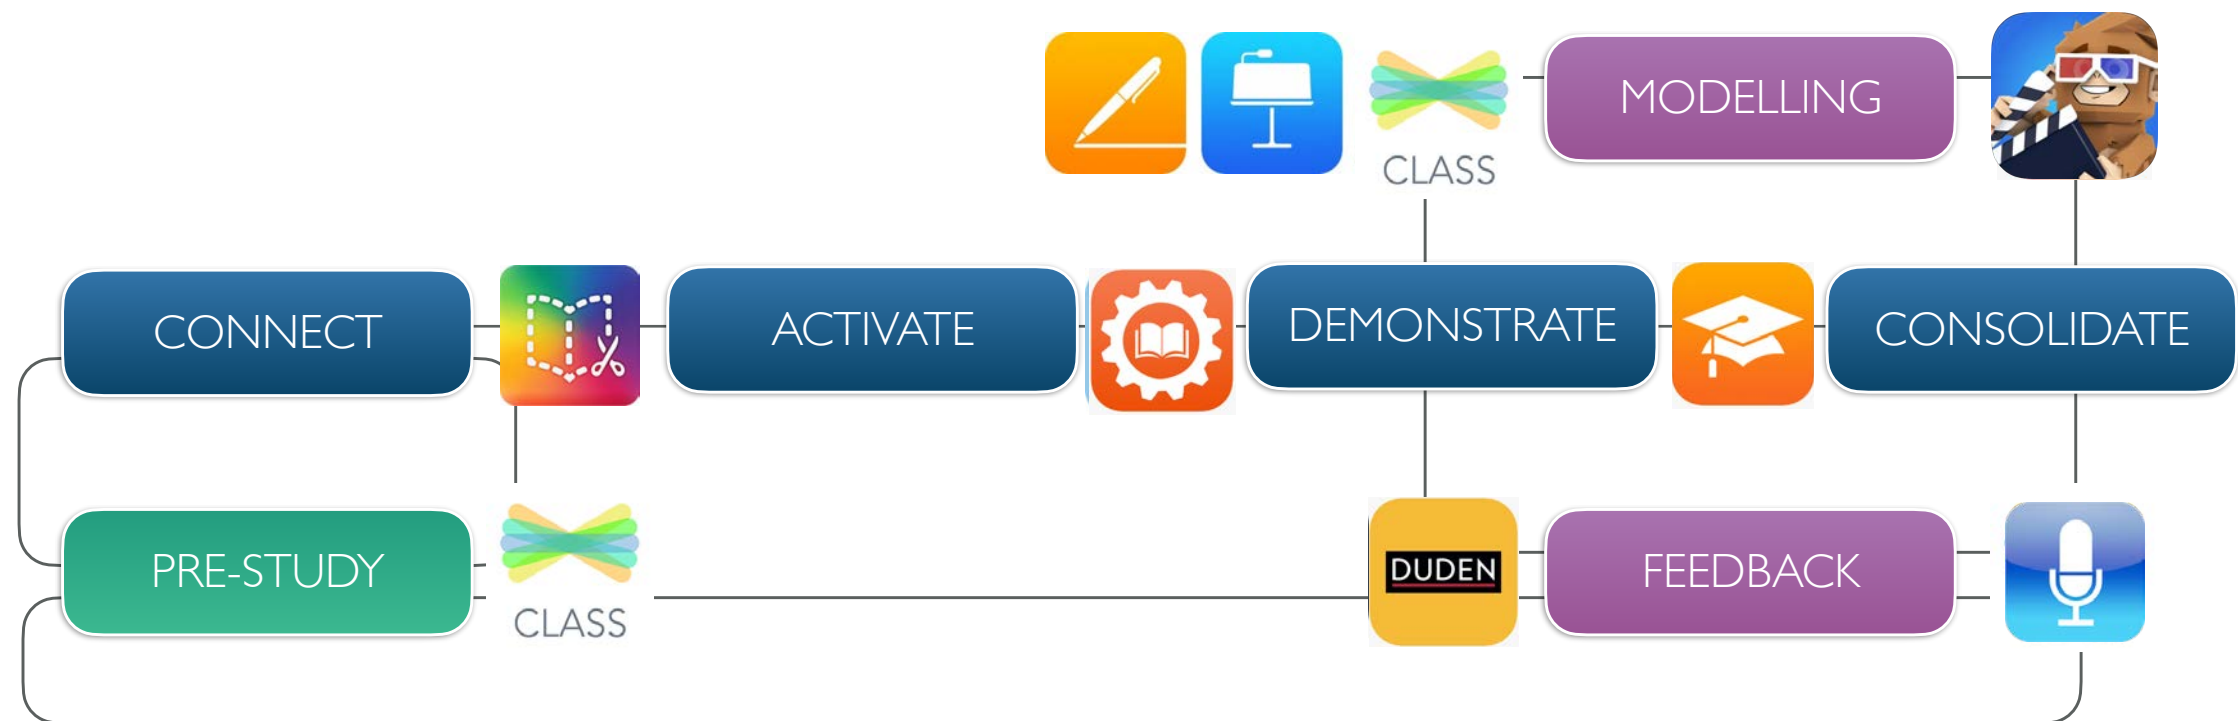 MODELLING
CLASS
CONNECT
ACTIVATE
DEMONSTRATE
CONSOLIDATE
PRE-STUDY
CLASS
DUDEN
FEEDBACK